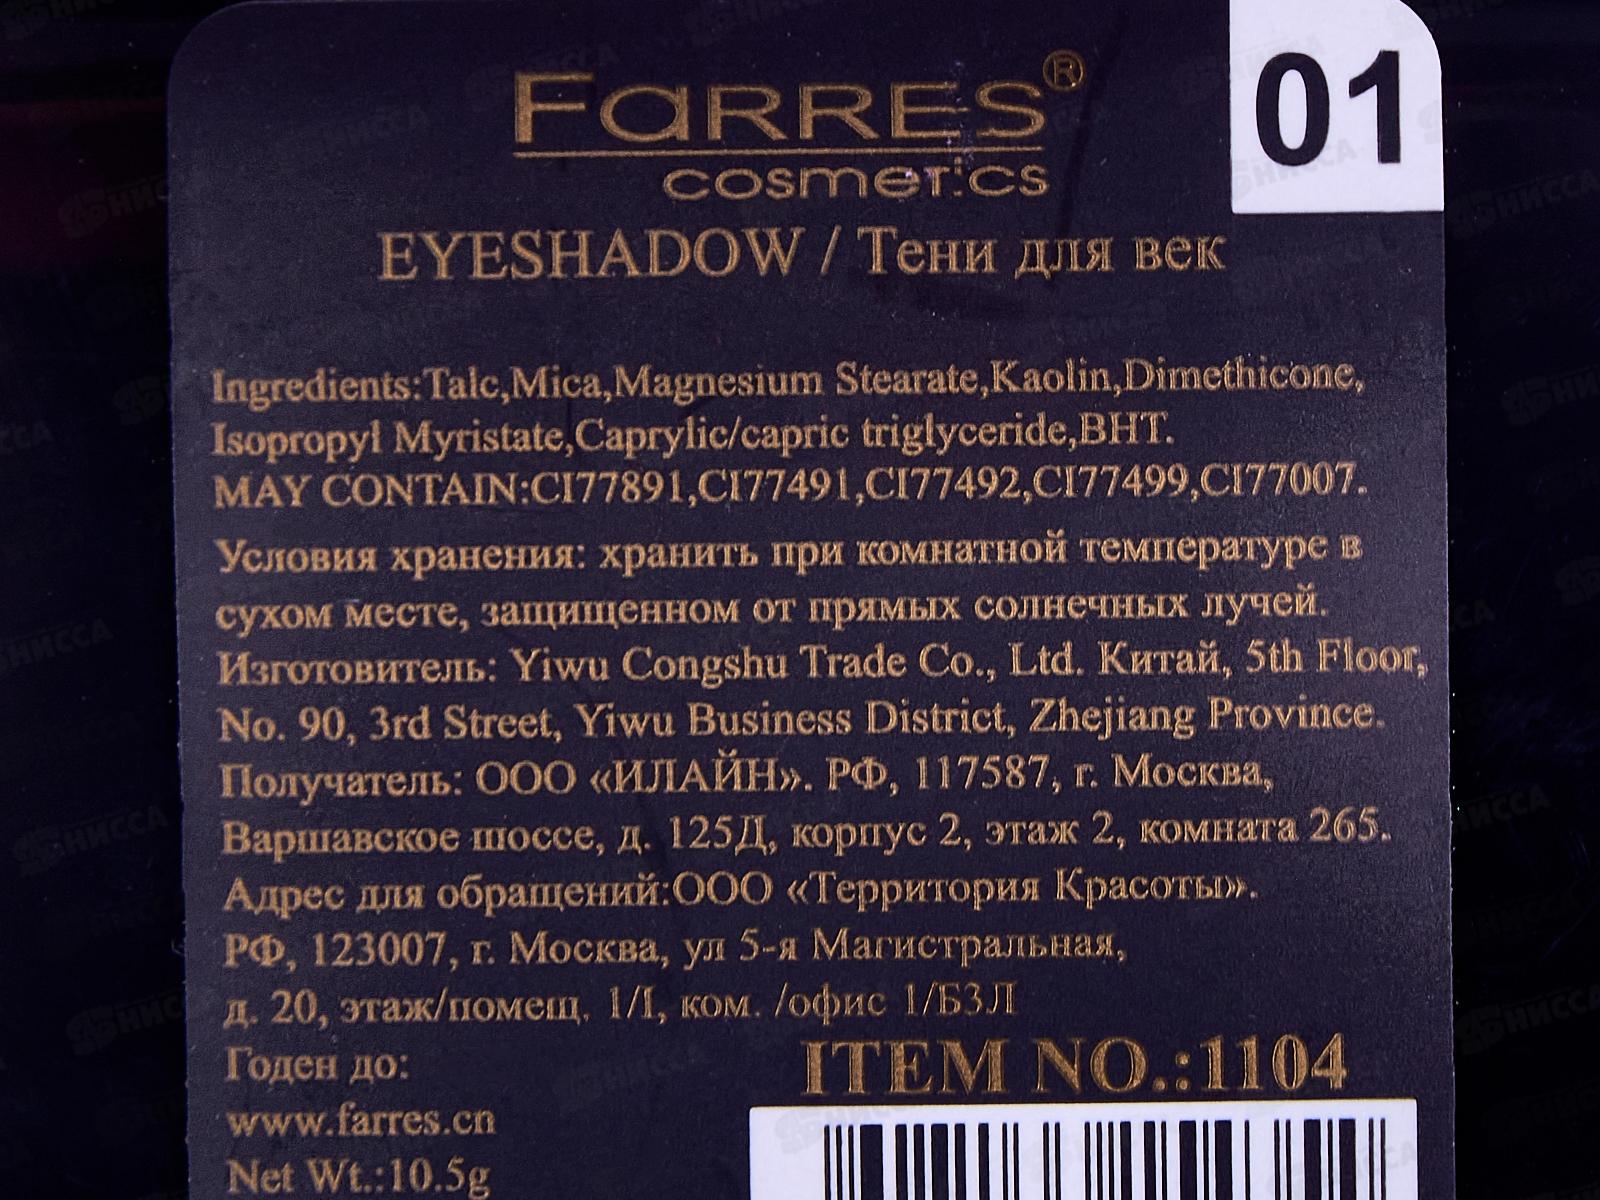 FARRES®
cosmetics
01
EYESHADOW / Тени для век
Ingredients:Talc,Mica,Magnesium Stearate,Kaolin,Dimethicone,
Isopropyl Myristate,Caprylic/capric triglyceride,BHT.
MAY CONTAIN:CI77891,CI77491,CI77492,CI77499,CI77007.
Условия хранения: хранить при комнатной температуре в
сухом месте, защищенном от прямых солнечных лучей.
Изготовитель: Yiwu Congshu Trade Co., Ltd. Китай, 5th Floor,
No. 90, 3rd Street, Yiwu Business District, Zhejiang Province.
Получатель: ООО «ИЛАЙН». РФ, 117587, г. Москва,
Варшавское шоссе, д. 125Д, корпус 2, этаж 2, комната 265.
Адрес для обращений:ООО «Территория Красоты».
РФ, 123007, г. Москва, ул 5-я Магистральная,
д. 20, этаж/помещ. 1/I, ком. /офис 1/Б3Л
Годен до:
ITEM NO.:1104
www.farres.cn
Net Wt.:10.5g